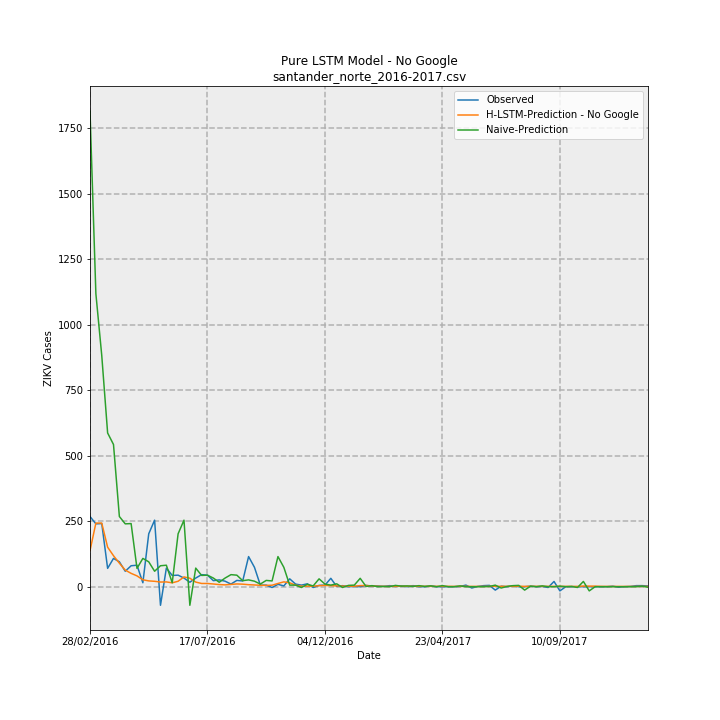 Pure LSTM Model - No Google
santander_norte_2016-2017.csv
Observed
H-LSTM-Prediction - No Google
Naive-Prediction
ZIKV Cases
1750
1500
1250
1000
750
500
250
0
28/02/2016
17/07/2016
04/12/2016
23/04/2017
10/09/2017
Date